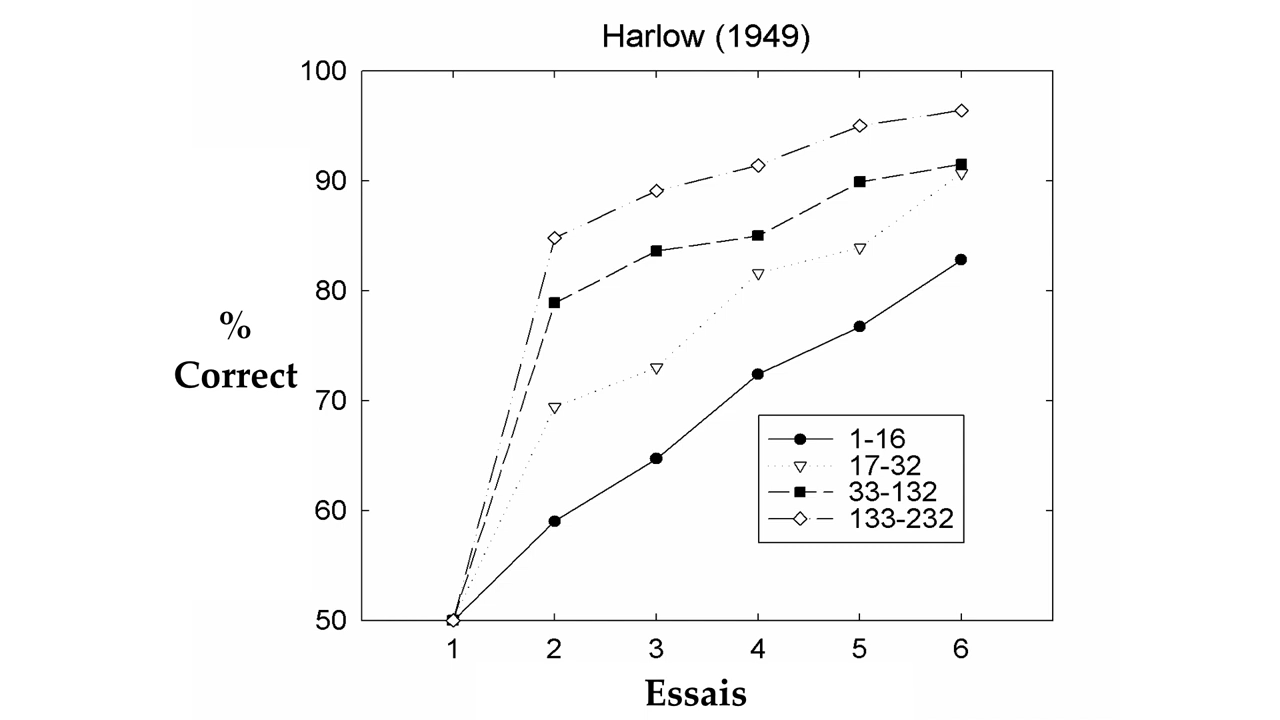 Harlow (1949)
100
90
80
70
60
50
%
Correct
1-16
17-32
33-132
133-232
1 2 3 4 5 6
Essais